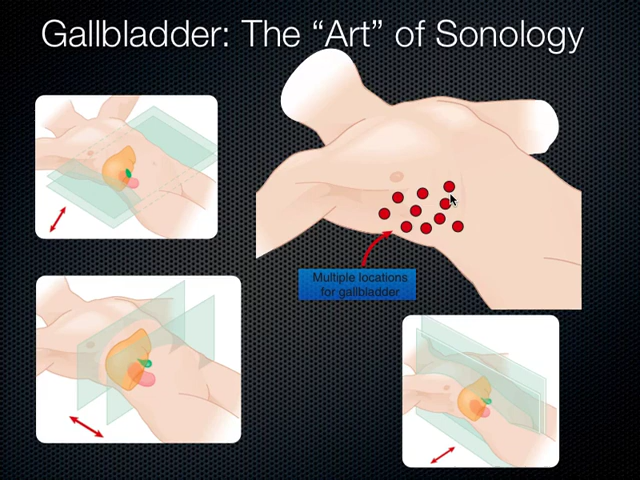 Gallbladder: The “Art” of Sonology
Multiple locations
for gallbladder